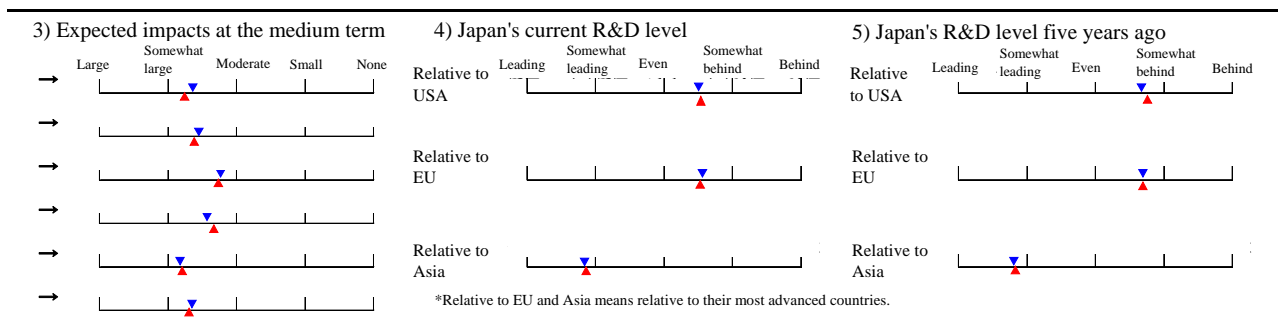 3) Expected impacts at the medium term
Large
Somewhat
large
Moderate
Small
None
→
→
→
→
→
→
4) Japan's current R&D level
Leading
Somewhat
leading
Even
Somewhat
behind
Behind
Relative to
USA
Relative to
EU
Relative to
Asia
*Relative to EU and Asia means relative to their most advanced countries.
5) Japan's R&D level five years ago
Leading
Somewhat
leading
Even
Somewhat
behind
Behind
Relative
to USA
Relative to
EU
Relative to
Asia